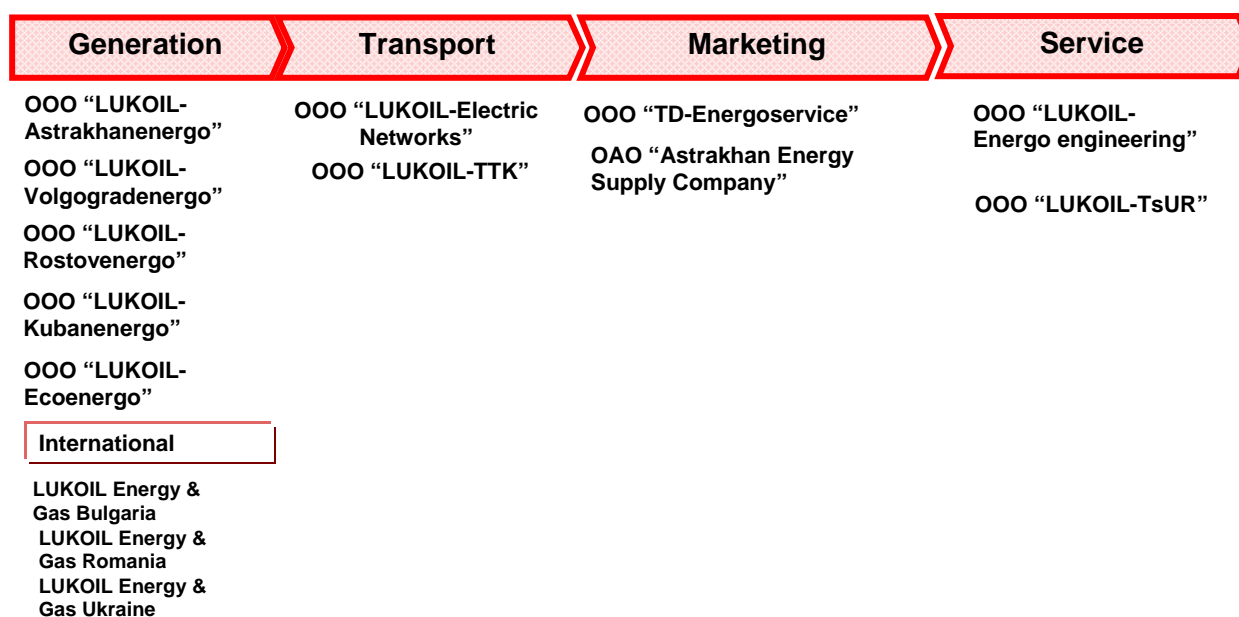 Generation
Transport
Marketing
Service
OOO “LUKOIL-
Astrakhanenergo”
OOO “LUKOIL-
Volgogradenergo”
OOO “LUKOIL-
Rostovenergo”
OOO “LUKOIL-
Kubanenergo”
OOO “LUKOIL-
Ecoenergo”
International
LUKOIL Energy &
Gas Bulgaria
LUKOIL Energy &
Gas Romania
LUKOIL Energy &
Gas Ukraine
OOO “LUKOIL-Electric
Networks”
OOO “LUKOIL-TTK”
OOO “TD-Energoservice”
OAO “Astrakhan Energy
Supply Company”
OOO “LUKOIL-
Energo engineering”
OOO “LUKOIL-TsUR”